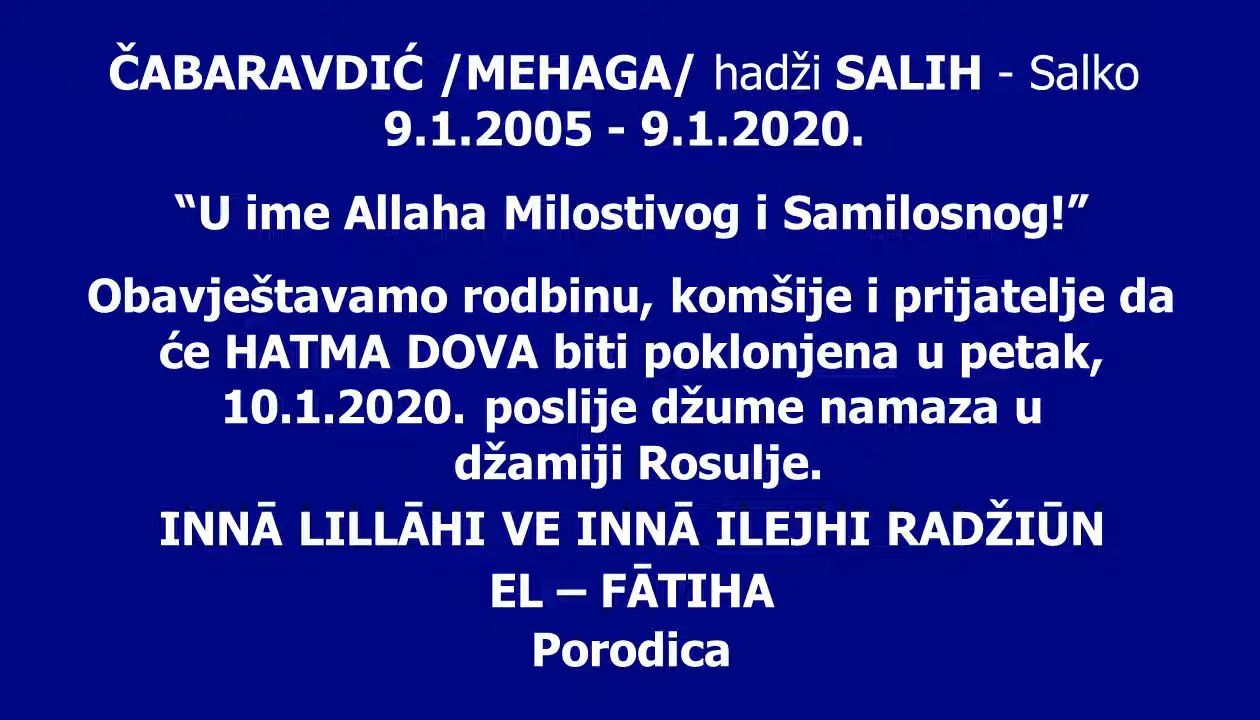 ČABARAVDIĆ /MEHAGA/ hadži SALIH - Salko
9.1.2005 - 9.1.2020.
“U ime Allaha Milostivog i Samilosnog!”
Obavještavamo rodbinu, komšije i prijatelje da
će HATMA DOVA biti poklonjena u petak,
10.1.2020. poslije džume namaza u
džamiji Rosulje.
INNĀ LILLĀHI VE INNĀ ILEJHI RADŽIŪN
EL – FĀTIHA
Porodica